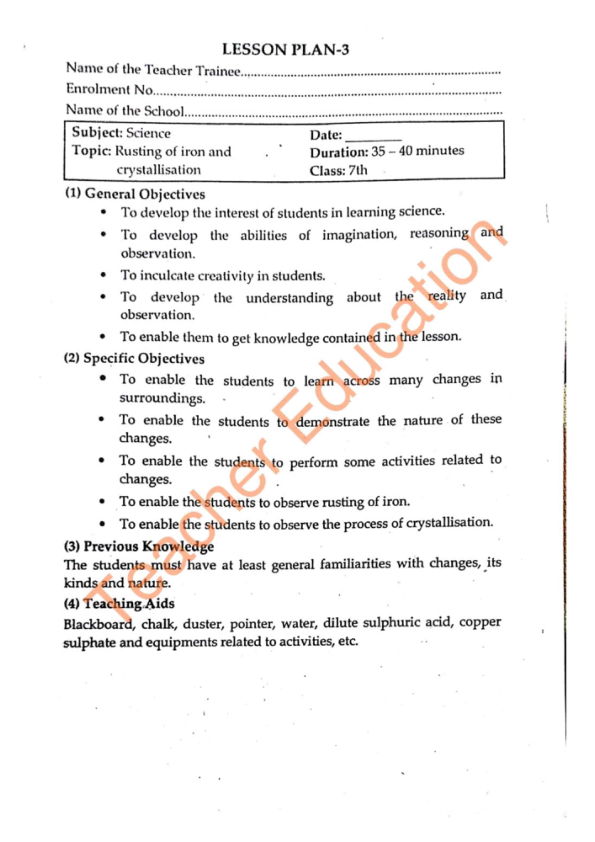 LESSON PLAN-3
Name of the Teacher Trainee................................................................................
Enrolment No.......................................................................................................
Name of the School................................................................................................
Subject: Science
Date: ________
Topic: Rusting of iron and
Duration: 35 – 40 minutes
crystallisation
Class: 7th
(1) General Objectives
• To develop the interest of students in learning science.
• To develop the abilities of imagination, reasoning and
observation.
• To inculcate creativity in students.
• To develop the understanding about the reality and
observation.
• To enable them to get knowledge contained in the lesson.
(2) Specific Objectives
• To enable the students to learn across many changes in
surroundings.
• To enable the students to demonstrate the nature of these
changes.
• To enable the students to perform some activities related to
changes.
• To enable the students to observe rusting of iron.
• To enable the students to observe the process of crystallisation.
(3) Previous Knowledge
The students must have at least general familiarities with changes, its
kinds and nature.
(4) Teaching Aids
Blackboard, chalk, duster, pointer, water, dilute sulphuric acid, copper
sulphate and equipments related to activities, etc.
Teacher Education